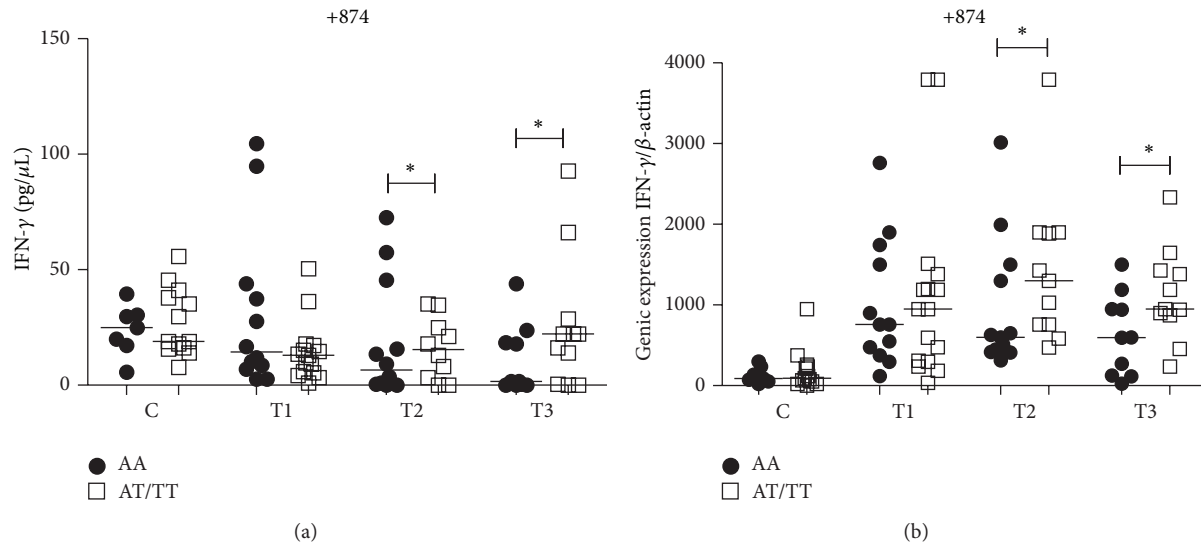 +874
150
100
50
0
IFN-γ (pg/μL)
*
*
C T1 T2 T3
AA
AT/TT
(a)
+874
4000
3000
2000
1000
0
Genic expression IFN-γ/β-actin
*
*
C T1 T2 T3
AA
AT/TT
(b)